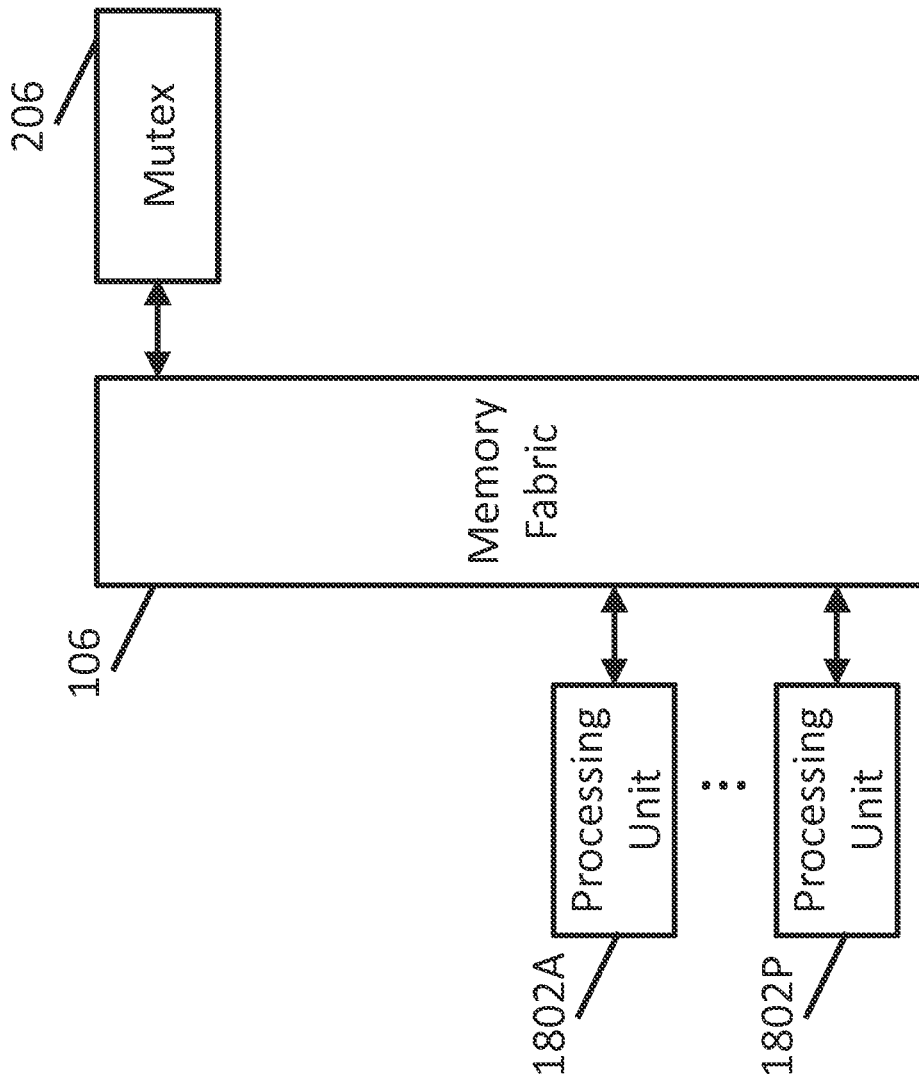 206
Mutex
106
Memory
Fabric
1802A
Processing
Unit
...
1802P
Processing
Unit